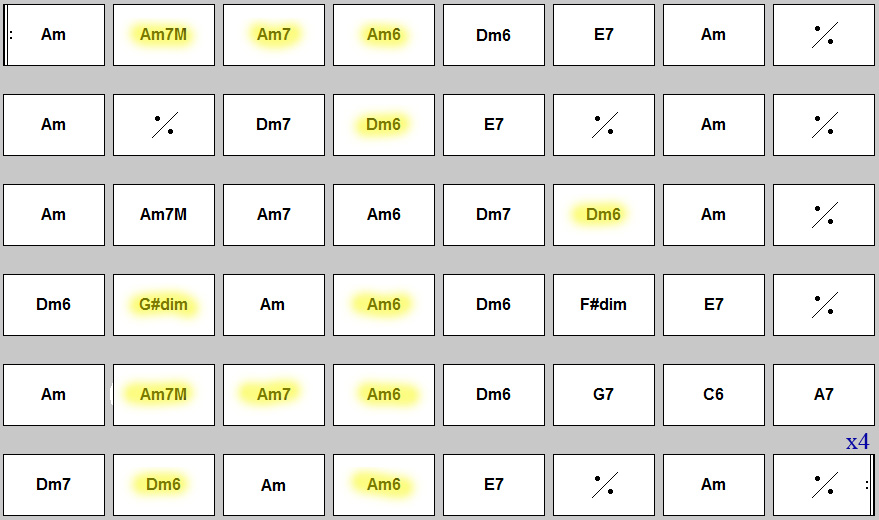 : Am Am7M Am7 Am6 Dm6 E7 Am ٪
Am ٪ Dm7 Dm6 E7 ٪ Am ٪
Am Am7M Am7 Am6 Dm7 Dm6 Am ٪
Dm6 G#dim Am Am6 Dm6 F#dim E7 ٪
Am Am7M Am7 Am6 Dm6 G7 C6 A7
x4
Dm7 Dm6 Am Am6 E7 ٪ Am ٪ :